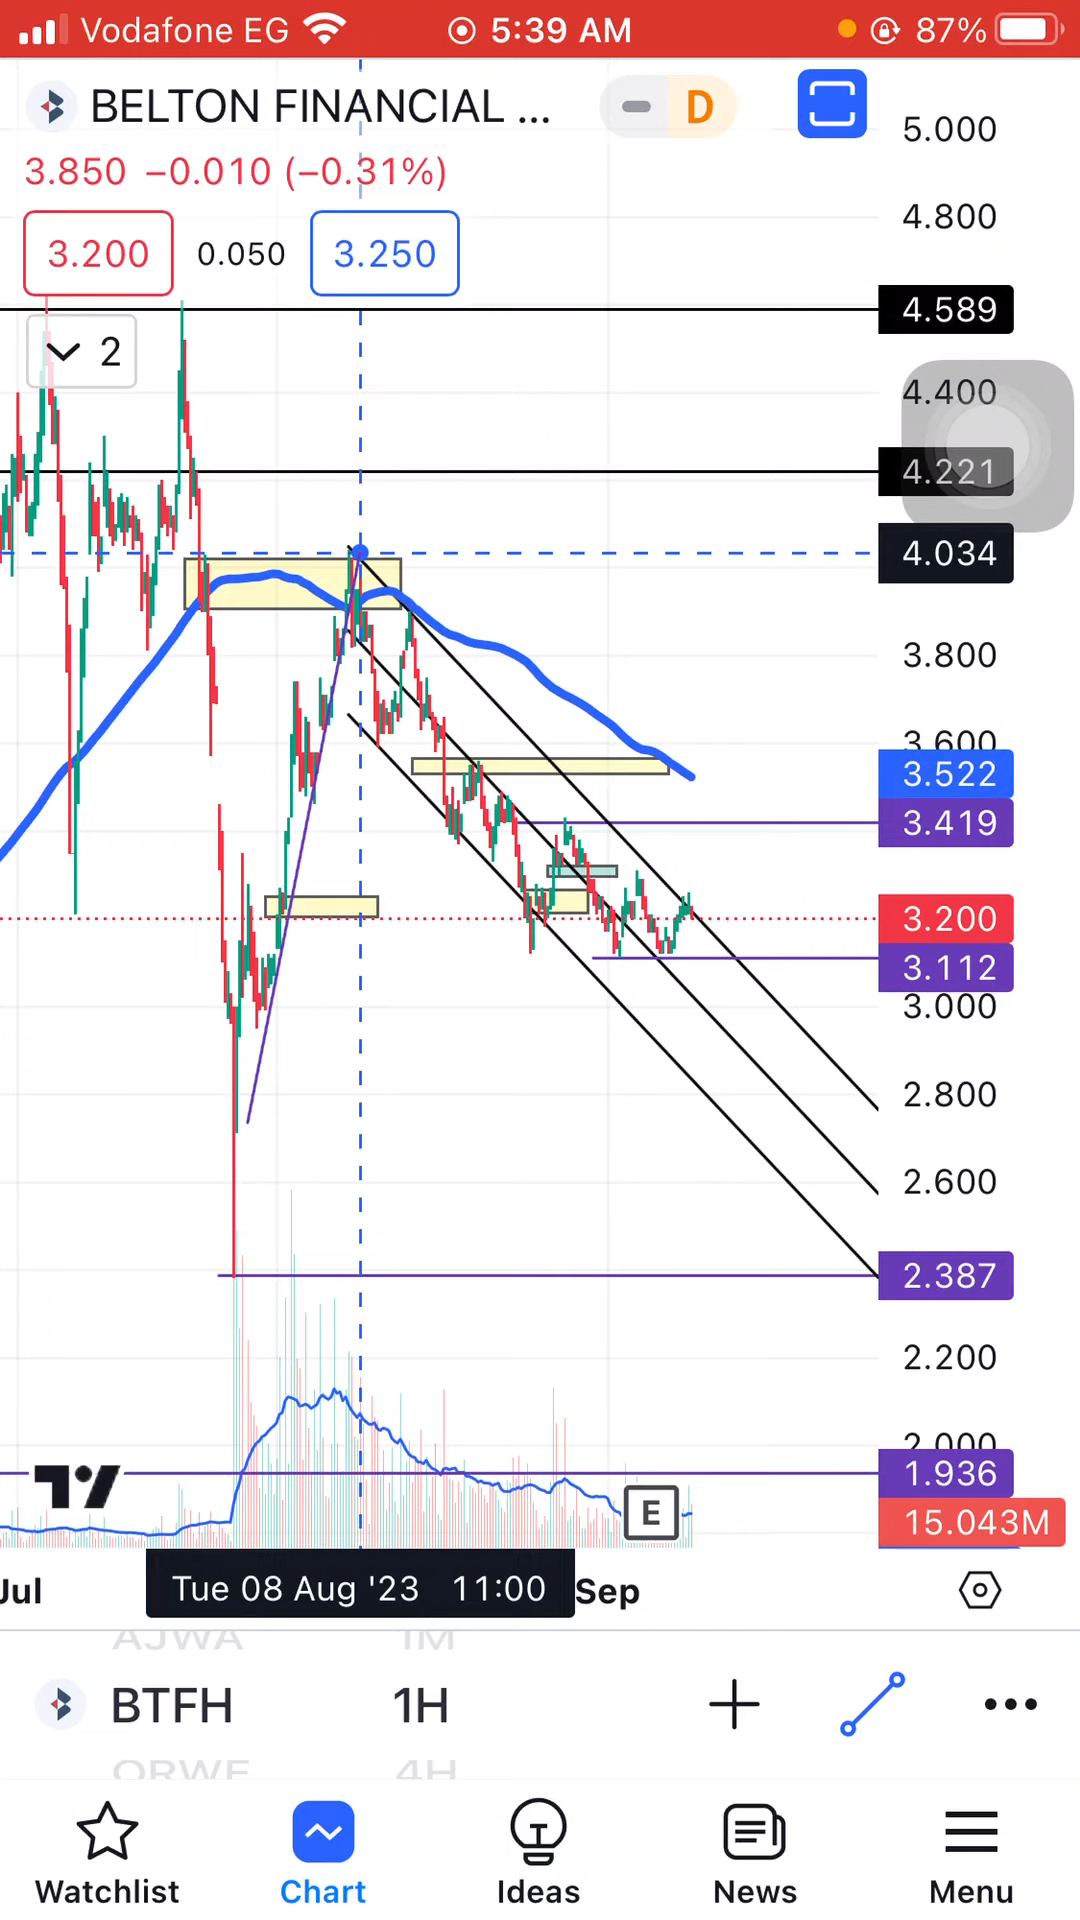 Vodafone EG 5:39 AM 87%
BELTON FINANCIAL ... D
3.850 −0.010 (−0.31%)
3.200 0.050 3.250
2
5.000
4.800
4.589
4.400
4.221
4.034
3.800
3.600
3.522
3.419
3.200
3.112
3.000
2.800
2.600
2.387
2.200
2.000
1.936
15.043M
E
Jul Tue 08 Aug '23 11:00 Sep
AJWA 1M
BTFH 1H
ORWE 4H
Watchlist Chart Ideas News Menu